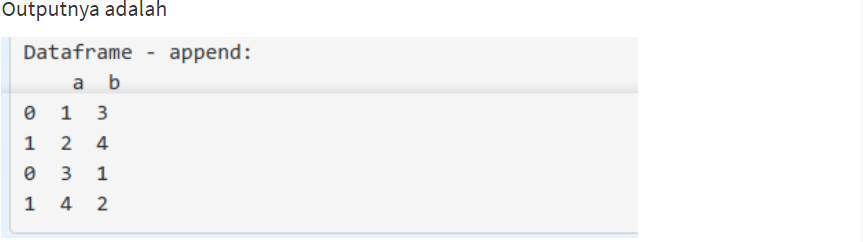 Outputnya adalah
Dataframe - append:
   a  b
0  1  3
1  2  4
0  3  1
1  4  2